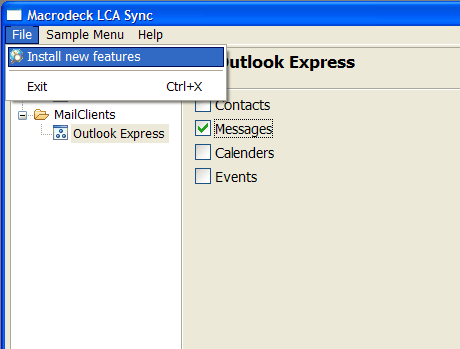 Macrodeck LCA Sync
File Sample Menu Help
Install new features
Exit Ctrl+X
Outlook Express
MailClients
Outlook Express
Contacts
Messages
Calenders
Events